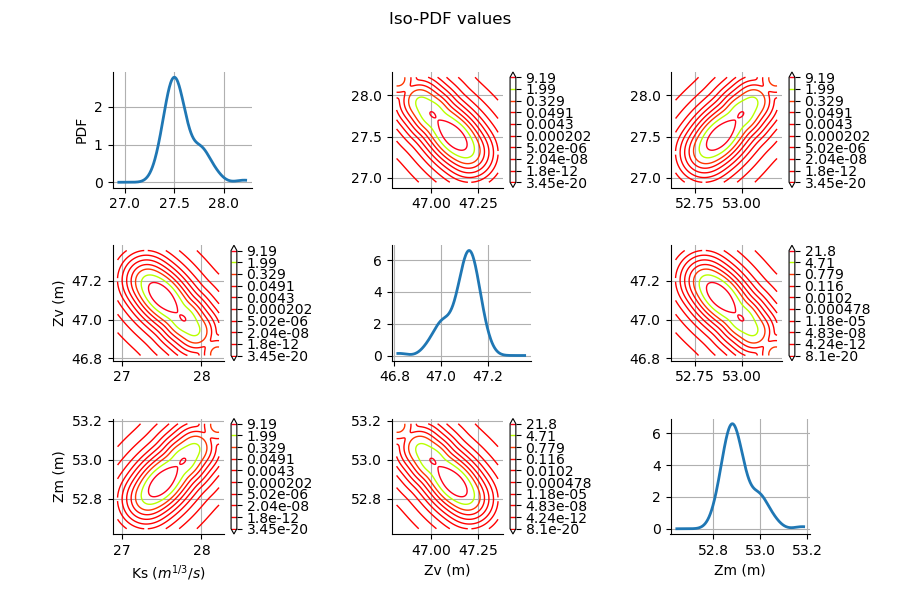 Iso-PDF values
PDF
2
1
0
27.0 27.5 28.0
28.0
27.5
27.0
47.00 47.25
9.19
1.99
0.329
0.0491
0.0043
0.000202
5.02e-06
2.04e-08
1.8e-12
3.45e-20
28.0
27.5
27.0
52.75 53.00
9.19
1.99
0.329
0.0491
0.0043
0.000202
5.02e-06
2.04e-08
1.8e-12
3.45e-20
Zv (m)
47.2
47.0
46.8
27 28
9.19
1.99
0.329
0.0491
0.0043
0.000202
5.02e-06
2.04e-08
1.8e-12
3.45e-20
6
4
2
0
46.8 47.0 47.2
47.2
47.0
46.8
52.75 53.00
21.8
4.71
0.779
0.116
0.0102
0.000478
1.18e-05
4.83e-08
4.24e-12
8.1e-20
Zm (m)
53.2
53.0
52.8
27 28
Ks (m^{1/3}/s)
9.19
1.99
0.329
0.0491
0.0043
0.000202
5.02e-06
2.04e-08
1.8e-12
3.45e-20
53.2
53.0
52.8
47.00 47.25
Zv (m)
21.8
4.71
0.779
0.116
0.0102
0.000478
1.18e-05
4.83e-08
4.24e-12
8.1e-20
6
4
2
0
52.8 53.0 53.2
Zm (m)